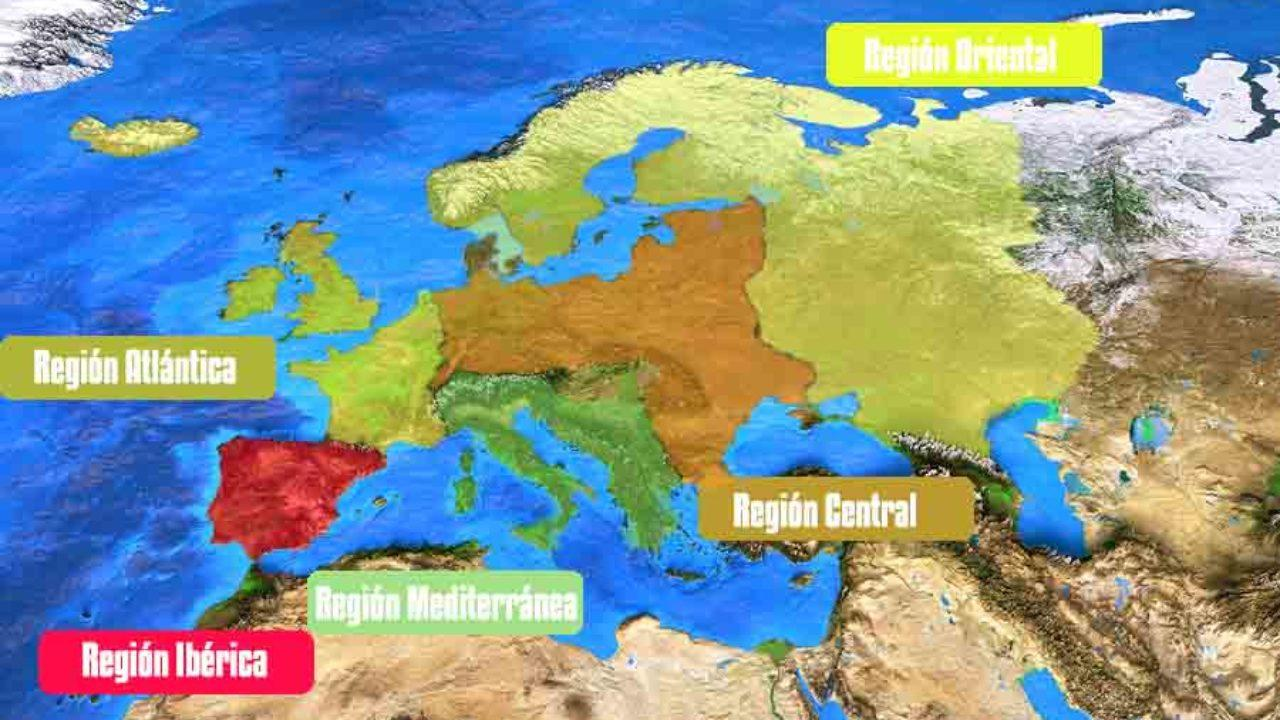 Región Oriental
Región Atlántica
Región Central
Región Mediterránea
Región Ibérica